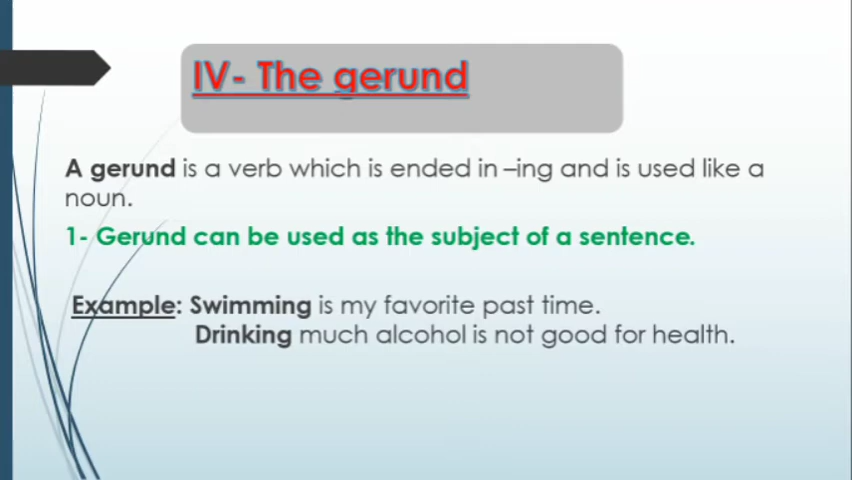 IV- The gerund
A gerund is a verb which is ended in –ing and is used like a
noun.
1- Gerund can be used as the subject of a sentence.
Example: Swimming is my favorite past time.
Drinking much alcohol is not good for health.